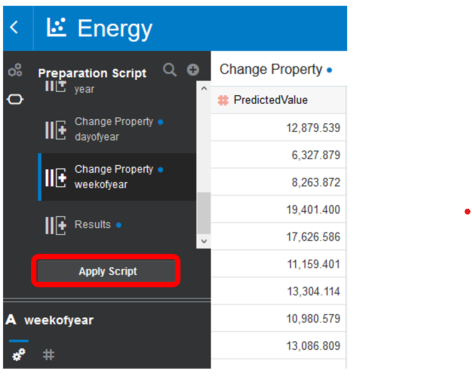 Energy
Preparation Script
year
Change Property
dayofyear
Change Property
weekofyear
Results
Apply Script
A weekofyear
#
Change Property
# PredictedValue
12,879.539
6,327.879
8,263.872
19,401.400
17,626.586
11,159.401
13,304.114
10,980.579
13,086.809